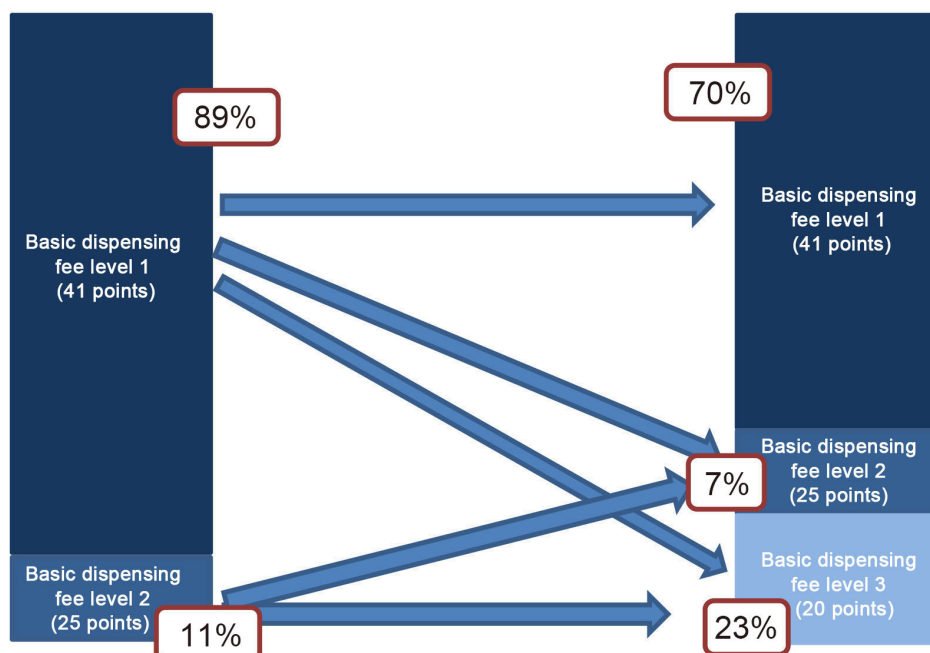 89%
Basic dispensing
fee level 1
(41 points)
Basic dispensing
fee level 2
(25 points)
11%
70%
Basic dispensing
fee level 1
(41 points)
7%
Basic dispensing
fee level 2
(25 points)
Basic dispensing
fee level 3
(20 points)
23%